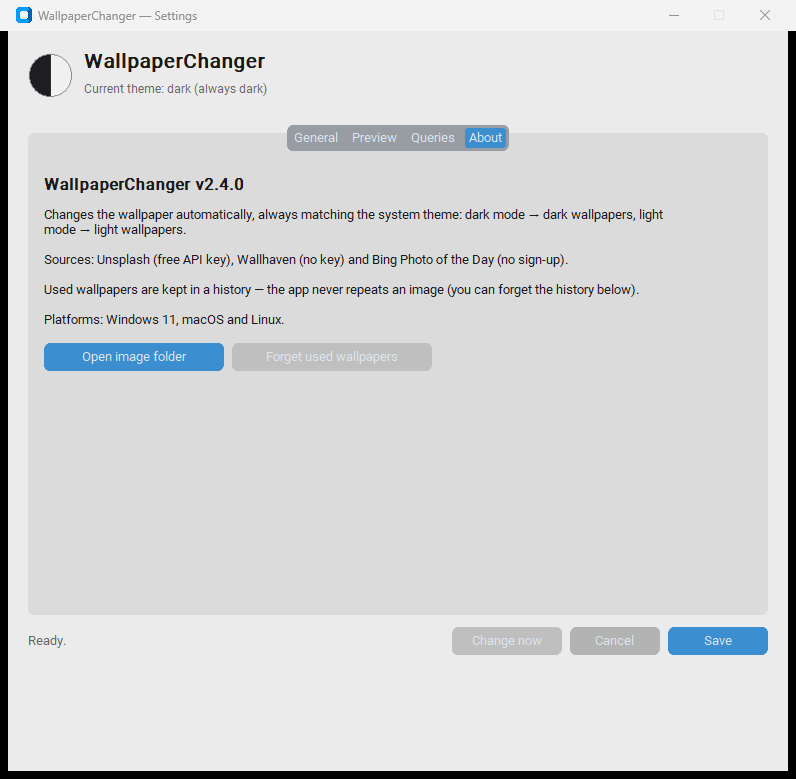 WallpaperChanger — Settings
WallpaperChanger
Current theme: dark (always dark)
General Preview Queries About
WallpaperChanger v2.4.0
Changes the wallpaper automatically, always matching the system theme: dark mode → dark wallpapers, light
mode → light wallpapers.
Sources: Unsplash (free API key), Wallhaven (no key) and Bing Photo of the Day (no sign-up).
Used wallpapers are kept in a history — the app never repeats an image (you can forget the history below).
Platforms: Windows 11, macOS and Linux.
Open image folder Forget used wallpapers
Ready. Change now Cancel Save